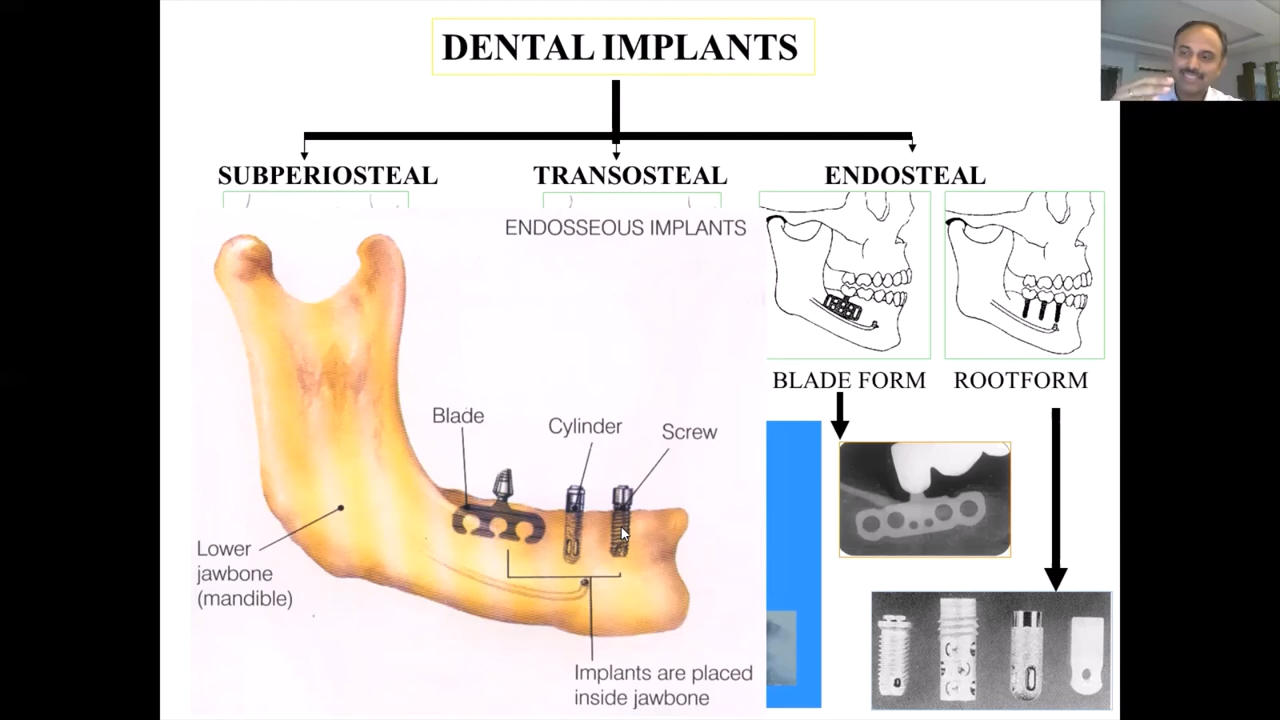 DENTAL IMPLANTS
SUBPERIOSTEAL
TRANSOSTEAL
ENDOSTEAL
ENDOSSEOUS IMPLANTS
BLADE FORM
ROOTFORM
Blade
Cylinder
Screw
Lower
jawbone
(mandible)
Implants are placed
inside jawbone